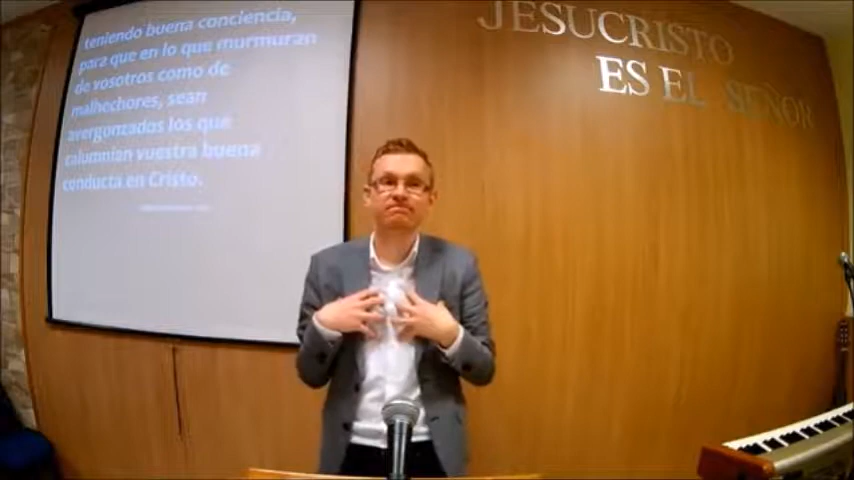 teniendo buena conciencia,
para que en lo que murmuran
de vosotros como de
malhechores, sean
avergonzados los que
calumnian vuestra buena
conducta en Cristo.
JESUCRISTO
ES EL SEÑOR